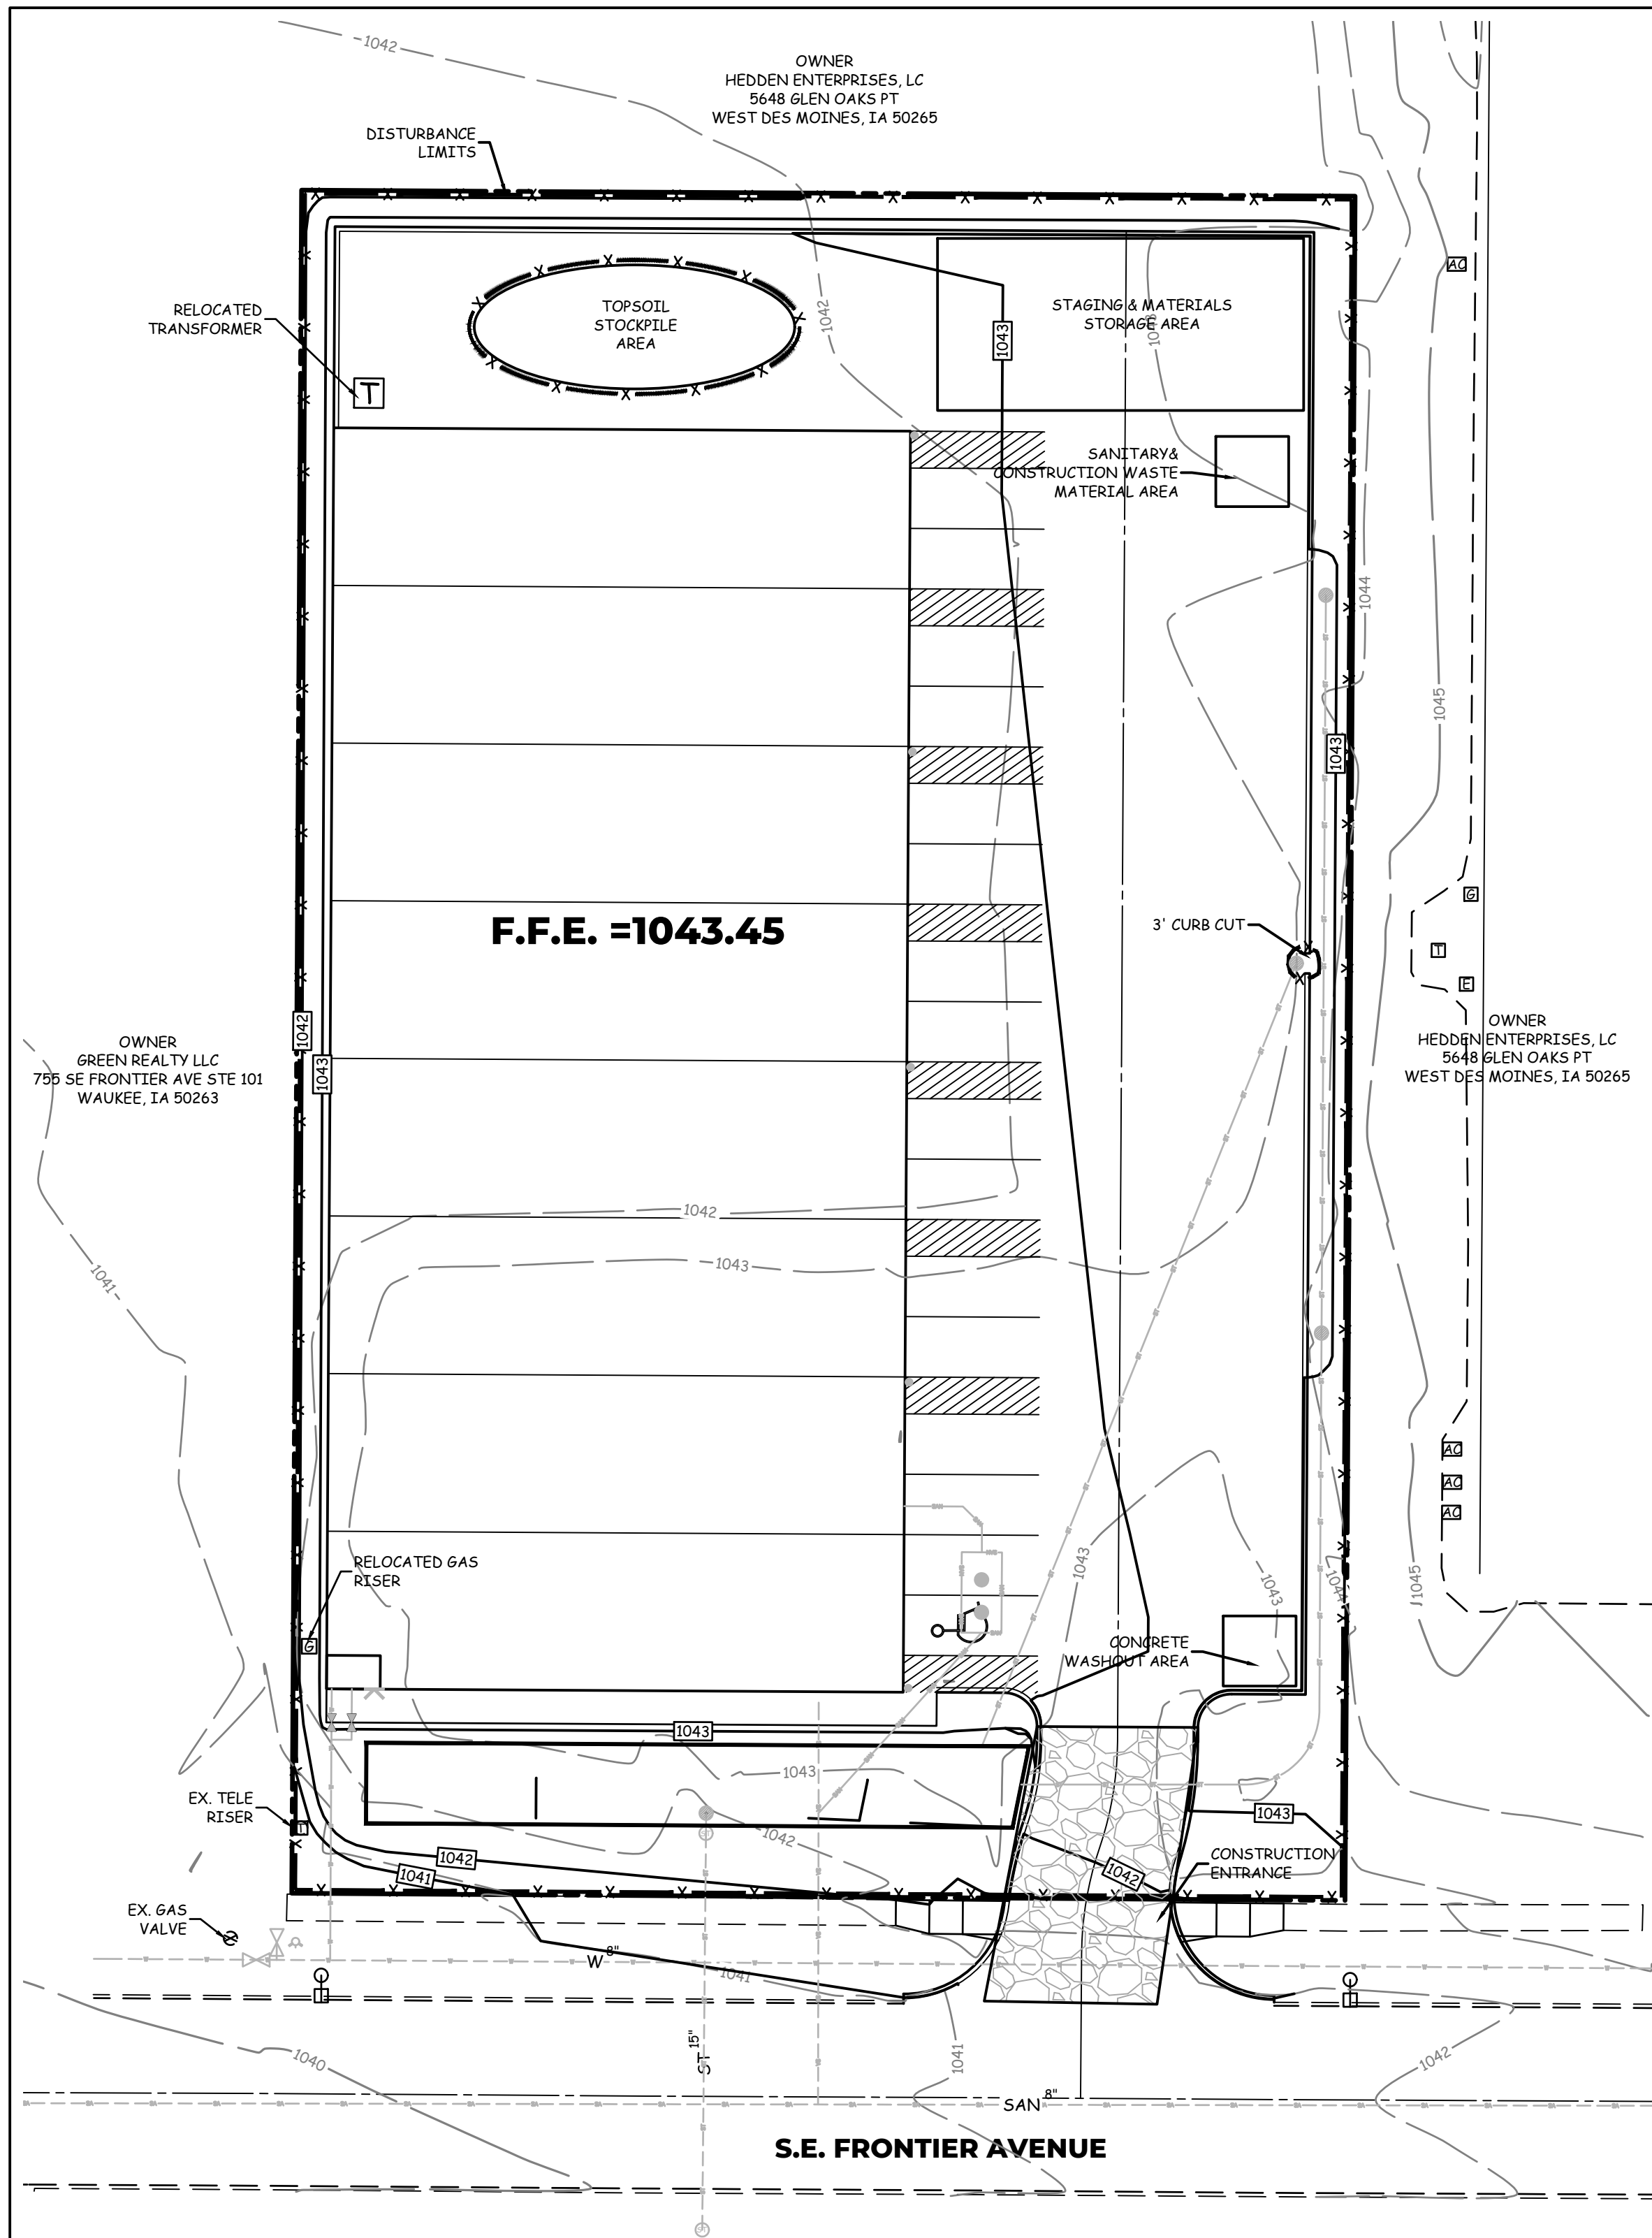 1042
OWNER
HEDDEN ENTERPRISES, LC
5648 GLEN OAKS PT
WEST DES MOINES, IA 50265
DISTURBANCE
LIMITS
AC
RELOCATED
TRANSFORMER
T
TOPSOIL
STOCKPILE
AREA
1042
1043
STAGING & MATERIALS
STORAGE AREA
1043
SANITARY&
CONSTRUCTION WASTE
MATERIAL AREA
1044
1045
1043
G
F.F.E. =1043.45
3' CURB CUT
T
E
1042
1043
OWNER
GREEN REALTY LLC
755 SE FRONTIER AVE STE 101
WAUKEE, IA 50263
OWNER
HEDDEN ENTERPRISES, LC
5648 GLEN OAKS PT
WEST DES MOINES, IA 50265
1042
1043
1041
AC
AC
AC
RELOCATED GAS
RISER
G
1043
1043
1044
1045
CONCRETE
WASHOUT AREA
1043
1043
EX. TELE
RISER
T
1043
1042
1042
1041
1042
CONSTRUCTION
ENTRANCE
EX. GAS
VALVE
W 8"
1041
1040
ST 15"
1041
1042
SAN 8"
S.E. FRONTIER AVENUE